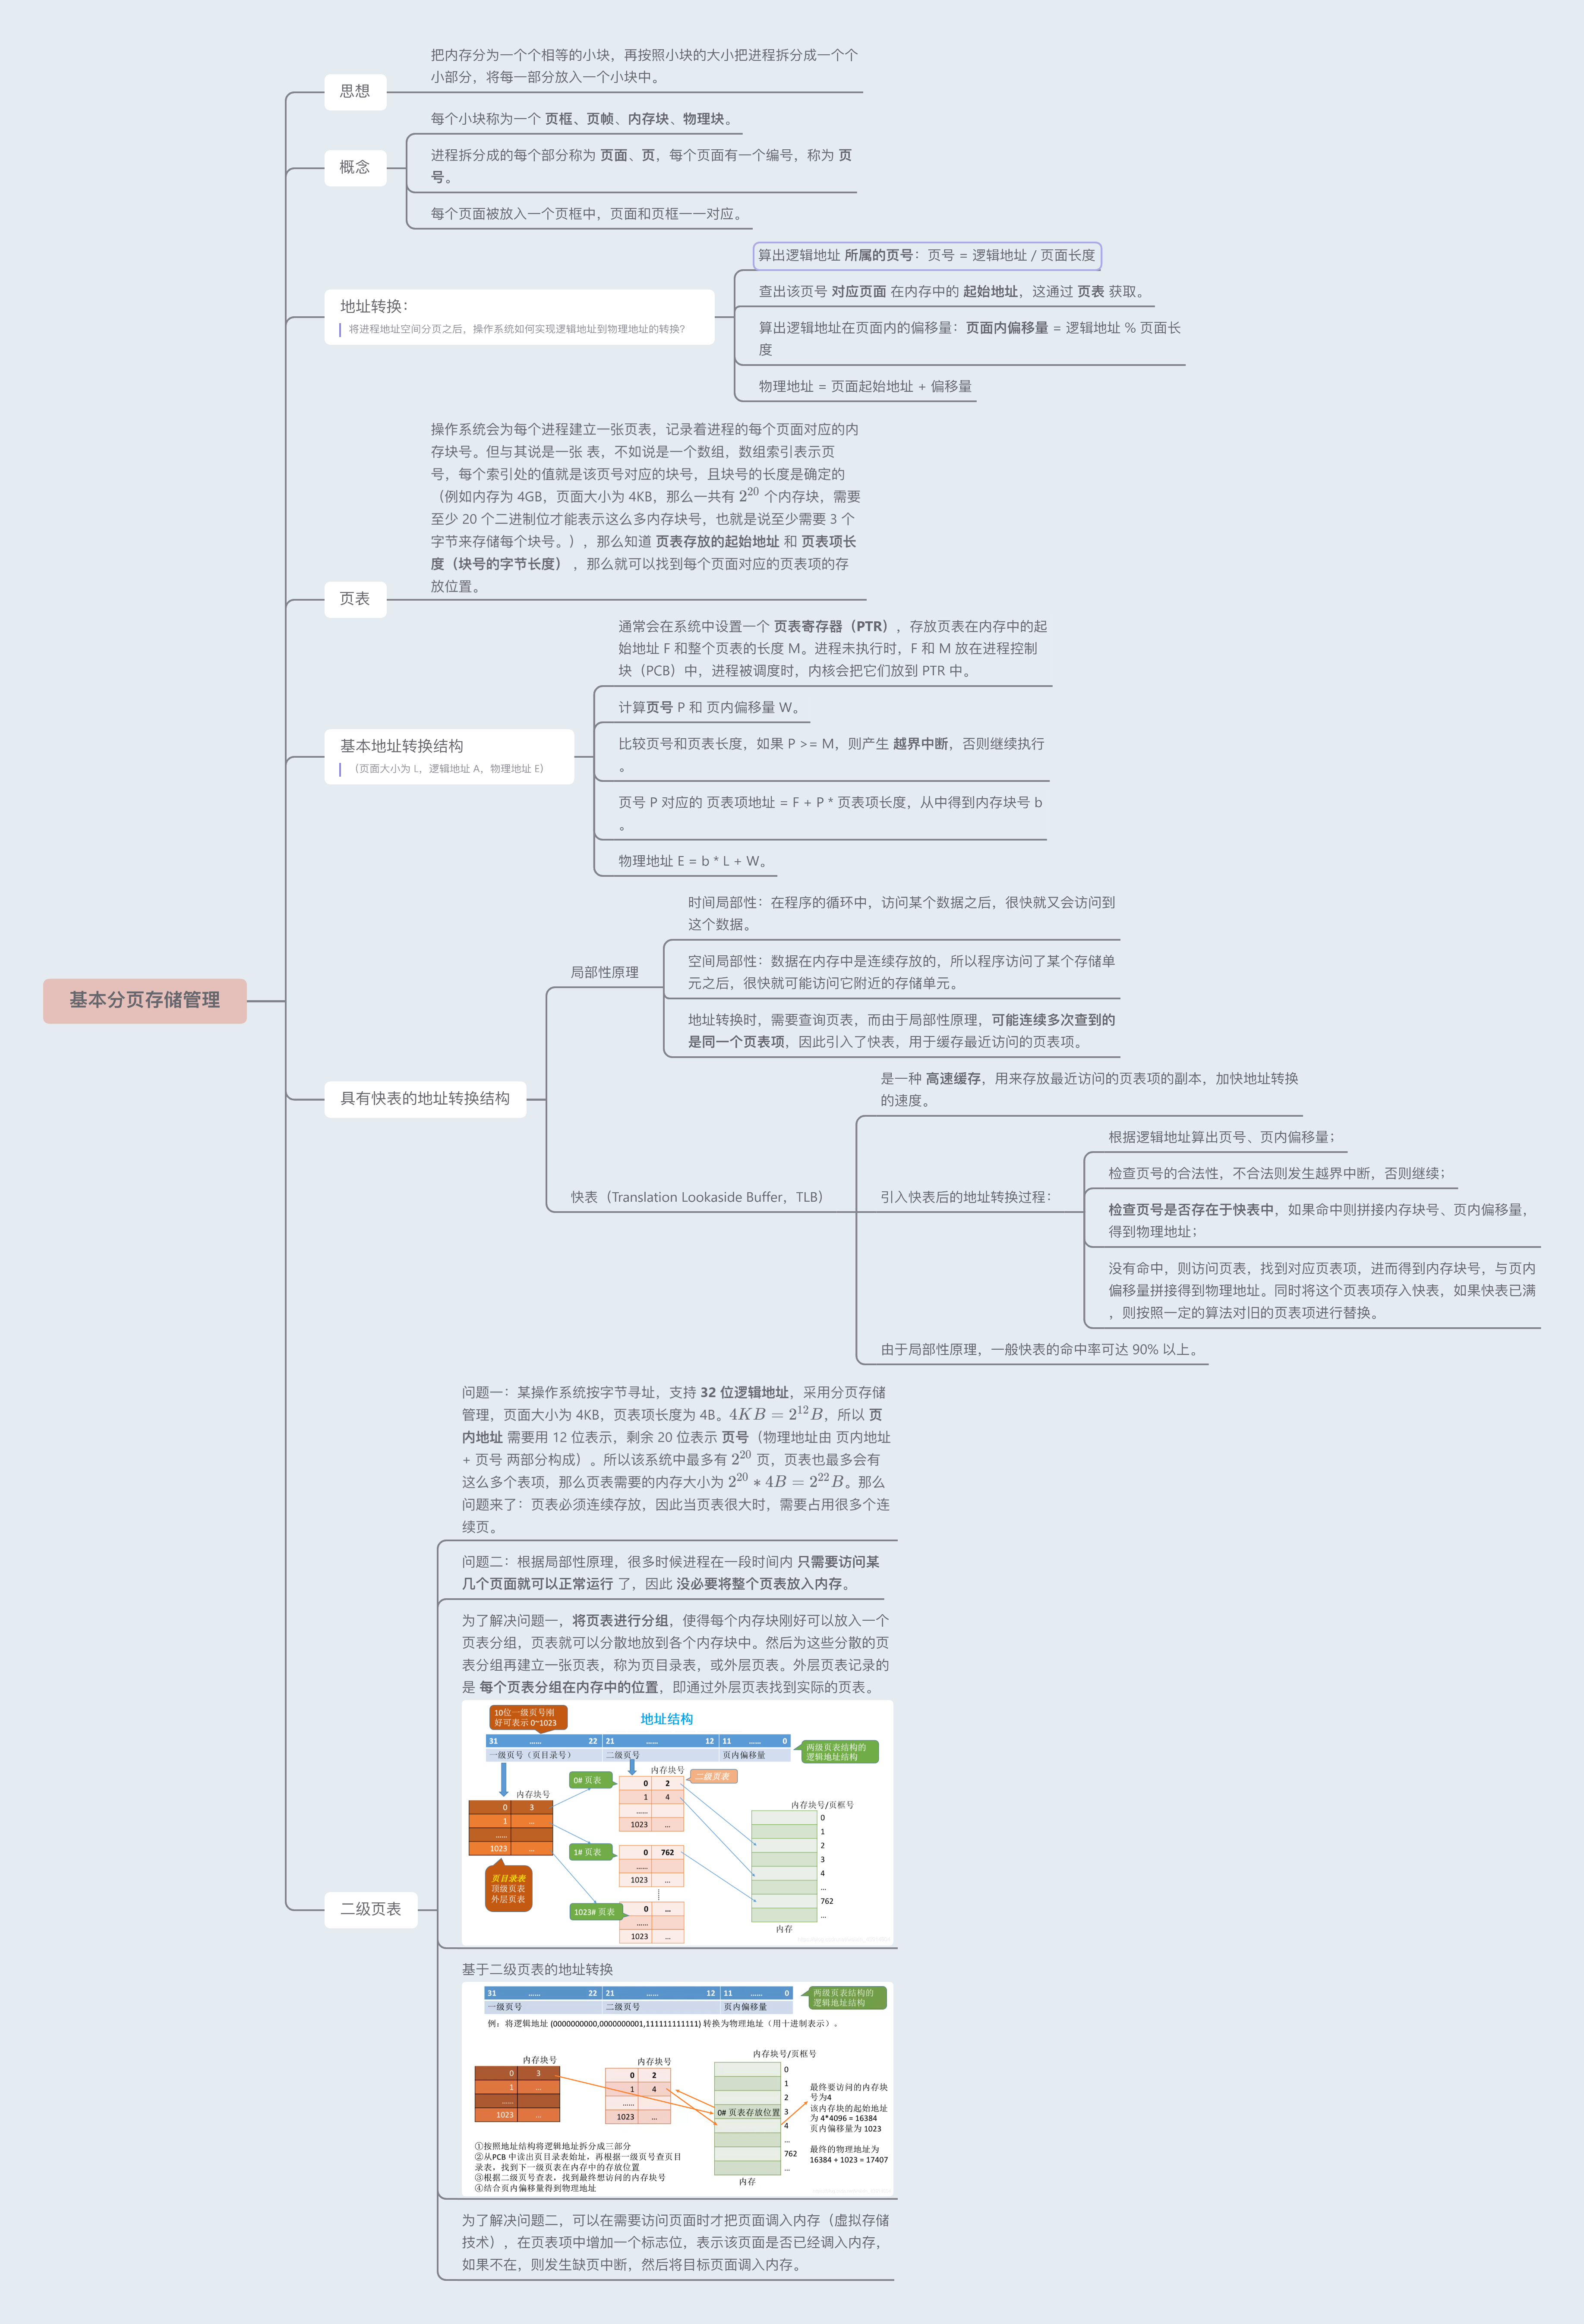 基本分页存储管理
思想
把内存分为一个个相等的小块，再按照小块的大小把进程拆分成一个个
小部分，将每一部分放入一个小块中。
概念
每个小块称为一个 页框、页帧、内存块、物理块。
进程拆分成的每个部分称为 页面、页，每个页面有一个编号，称为 页
号。
每个页面被放入一个页框中，页面和页框一一对应。
地址转换：
将进程地址空间分页之后，操作系统如何实现逻辑地址到物理地址的转换？
算出逻辑地址 所属的页号：页号 = 逻辑地址 / 页面长度
查出该页号 对应页面 在内存中的 起始地址，这通过 页表 获取。
算出逻辑地址在页面内的偏移量：页面内偏移量 = 逻辑地址 % 页面长
度
物理地址 = 页面起始地址 + 偏移量
页表
操作系统会为每个进程建立一张页表，记录着进程的每个页面对应的内
存块号。但与其说是一张 表，不如说是一个数组，数组索引表示页
号，每个索引处的值就是该页号对应的块号，且块号的长度是确定的
（例如内存为 4GB，页面大小为 4KB，那么一共有 2^20 个内存块，需要
至少 20 个二进制位才能表示这么多内存块号，也就是说至少需要 3 个
字节来存储每个块号。），那么知道 页表存放的起始地址 和 页表项长
度（块号的字节长度） ，那么就可以找到每个页面对应的页表项的存
放位置。
基本地址转换结构
（页面大小为 L，逻辑地址 A，物理地址 E）
通常会在系统中设置一个 页表寄存器（PTR） ，存放页表在内存中的起
始地址 F 和整个页表的长度 M。进程未执行时，F 和 M 放在进程控制
块（PCB）中，进程被调度时，内核会把它们放到 PTR 中。
计算页号 P 和 页内偏移量 W。
比较页号和页表长度，如果 P >= M，则产生 越界中断，否则继续执行
。
页号 P 对应的 页表项地址 = F + P * 页表项长度，从中得到内存块号 b
。
物理地址 E = b * L + W。
具有快表的地址转换结构
局部性原理
时间局部性：在程序的循环中，访问某个数据之后，很快就又会访问到
这个数据。
空间局部性：数据在内存中是连续存放的，所以程序访问了某个存储单
元之后，很快就可能访问它附近的存储单元。
地址转换时，需要查询页表，而由于局部性原理，可能连续多次查到的
是同一个页表项，因此引入了快表，用于缓存最近访问的页表项。
快表（Translation Lookaside Buffer，TLB）
是一种 高速缓存，用来存放最近访问的页表项的副本，加快地址转换
的速度。
引入快表后的地址转换过程：
根据逻辑地址算出页号、页内偏移量；
检查页号的合法性，不合法则发生越界中断，否则继续；
检查页号是否存在于快表中，如果命中则拼接内存块号、页内偏移量，
得到物理地址；
没有命中，则访问页表，找到对应页表项，进而得到内存块号，与页内
偏移量拼接得到物理地址。同时将这个页表项存入快表，如果快表已满
，则按照一定的算法对旧的页表项进行替换。
由于局部性原理，一般快表的命中率可达 90% 以上。
二级页表
问题一：某操作系统按字节寻址，支持 32 位逻辑地址，采用分页存储
管理，页面大小为 4KB，页表项长度为 4B。4KB = 2^12B，所以 页
内地址 需要用 12 位表示，剩余 20 位表示 页号（物理地址由 页内地址
+ 页号 两部分构成）。所以该系统中最多有 2^20 页，页表也最多会有
这么多个表项，那么页表需要的内存大小为 2^20 * 4B = 2^22B。那么
问题来了：页表必须连续存放，因此当页表很大时，需要占用很多个连
续页。
问题二：根据局部性原理，很多时候进程在一段时间内 只需要访问某
几个页面就可以正常运行 了，因此 没必要将整个页表放入内存。
为了解决问题一，将页表进行分组，使得每个内存块刚好可以放入一个
页表分组，页表就可以分散地放到各个内存块中。然后为这些分散的页
表分组再建立一张页表，称为页目录表，或外层页表。外层页表记录的
是 每个页表分组在内存中的位置，即通过外层页表找到实际的页表。
10位一级页号刚
好可表示 0~1023
地址结构
31 …… 22 21 …… 12 11 …… 0
一级页号（页目录号） 二级页号 页内偏移量
两级页表结构的
逻辑地址结构
内存块号
0 3
1 …
……
1023 …
页目录表
顶级页表
外层页表
0# 页表
内存块号
二级页表
0 2
1 4
……
1023 …
1# 页表
0 762
……
1023 …
1023# 页表
0 …
……
1023 …
内存块号/页框号
0
1
2
3
4
…
762
…
内存
基于二级页表的地址转换
31 …… 22 21 …… 12 11 …… 0
一级页号 二级页号 页内偏移量
两级页表结构的
逻辑地址结构
例：将逻辑地址 (0000000000,0000000001,111111111111) 转换为物理地址（用十进制表示）。
内存块号
0 3
1 …
……
1023 …
内存块号
0 2
1 4
……
1023 …
内存块号/页框号
0
1
2
0# 页表存放位置 3
4
…
762
…
内存
最终要访问的内存块
号为4
该内存块的起始地址
为 4*4096 = 16384
页内偏移量为 1023
最终的物理地址为
16384 + 1023 = 17407
①按照地址结构将逻辑地址拆分成三部分
②从PCB 中读出页目录表始址，再根据一级页号查页目
录表，找到下一级页表在内存中的存放位置
③根据二级页号查表，找到最终想访问的内存块号
④结合页内偏移量得到物理地址
为了解决问题二，可以在需要访问页面时才把页面调入内存（虚拟存储
技术），在页表项中增加一个标志位，表示该页面是否已经调入内存，
如果不在，则发生缺页中断，然后将目标页面调入内存。